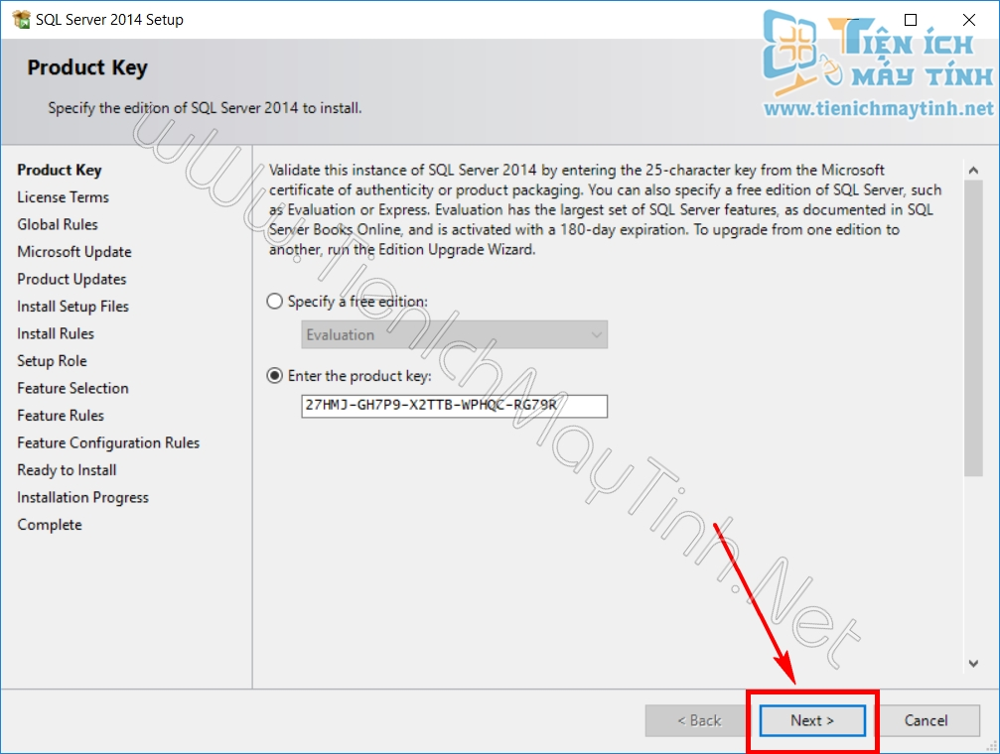 SQL Server 2014 Setup
TIỆN ÍCH
MÁY TÍNH
www.tienichmaytinh.net
Product Key
Specify the edition of SQL Server 2014 to install.
Product Key
License Terms
Global Rules
Microsoft Update
Product Updates
Install Setup Files
Install Rules
Setup Role
Feature Selection
Feature Rules
Feature Configuration Rules
Ready to Install
Installation Progress
Complete
Validate this instance of SQL Server 2014 by entering the 25-character key from the Microsoft
certificate of authenticity or product packaging. You can also specify a free edition of SQL Server, such
as Evaluation or Express. Evaluation has the largest set of SQL Server features, as documented in SQL
Server Books Online, and is activated with a 180-day expiration. To upgrade from one edition to
another, run the Edition Upgrade Wizard.
Specify a free edition:
Evaluation
Enter the product key:
27HMJ-GH7P9-X2TTB-WPHQC-RG79R
wWw.TienIchMayTinh.Net
< Back
Next >
Cancel